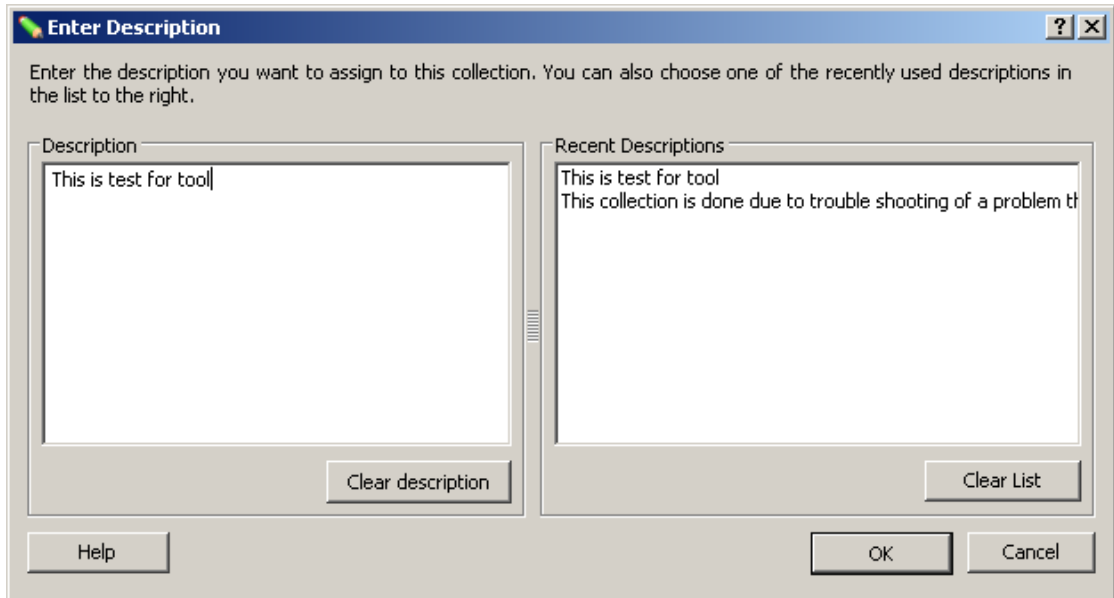 Enter Description
Enter the description you want to assign to this collection. You can also choose one of the recently used descriptions in
the list to the right.
Description
This is test for tool
Clear description
Recent Descriptions
This is test for tool
This collection is done due to trouble shooting of a problem
Clear List
Help
OK
Cancel